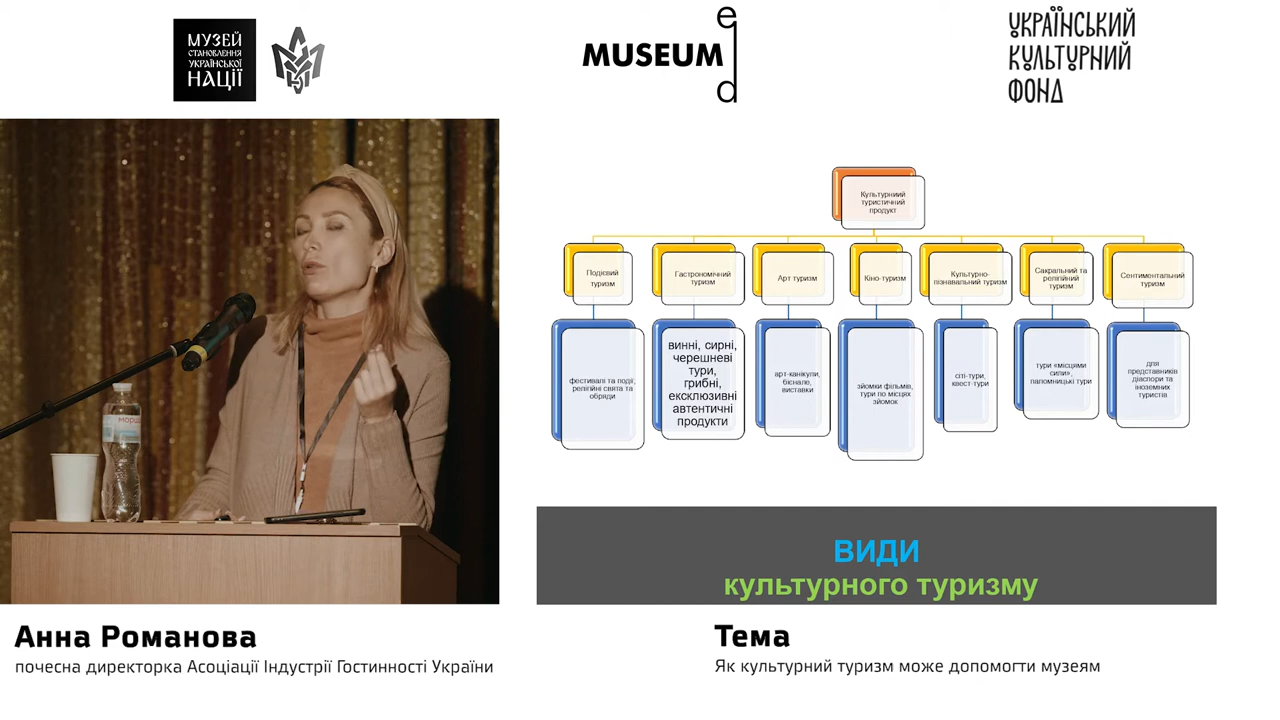 МУЗЕЙ
СТАНОВЛЕННЯ
УКРАЇНСЬКОЇ
НАЦІЇ
MUSEUM
ed
УКРАЇНСЬКИЙ
КУЛЬТУРНИЙ
ФОНД
Культурниий
туристичний
продукт
Подієвий
туризм
Гастрономічний
туризм
Арт туризм
Кіно-туризм
Культурно-
пізнавальний туризм
Сакральний та
релігійний
туризм
Сентиментальний
туризм
фестивалі та події;
релігійні свята та
обряди
винні, сирні,
черешневі
тури,
грибні,
ексклюзивні
автентичні
продукти
арт-канікули,
бієнале,
виставки
зйомки фільмів,
тури по місцях
зйомок
сіті-тури,
квест-тури
тури «місцями
сили»,
паломницькі тури
для
представників
діаспори та
іноземних
туристів
ВИДИ
культурного туризму
Анна Романова
почесна директорка Асоціації Індустрії Гостинності України
Тема
Як культурний туризм може допомогти музеям